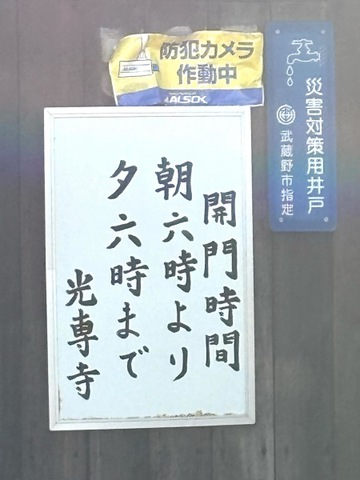 防犯カメラ
作動中
ALSOK
災害対策用井戸
武蔵野市指定
開門時間
朝六時より
夕六時まで
光専寺